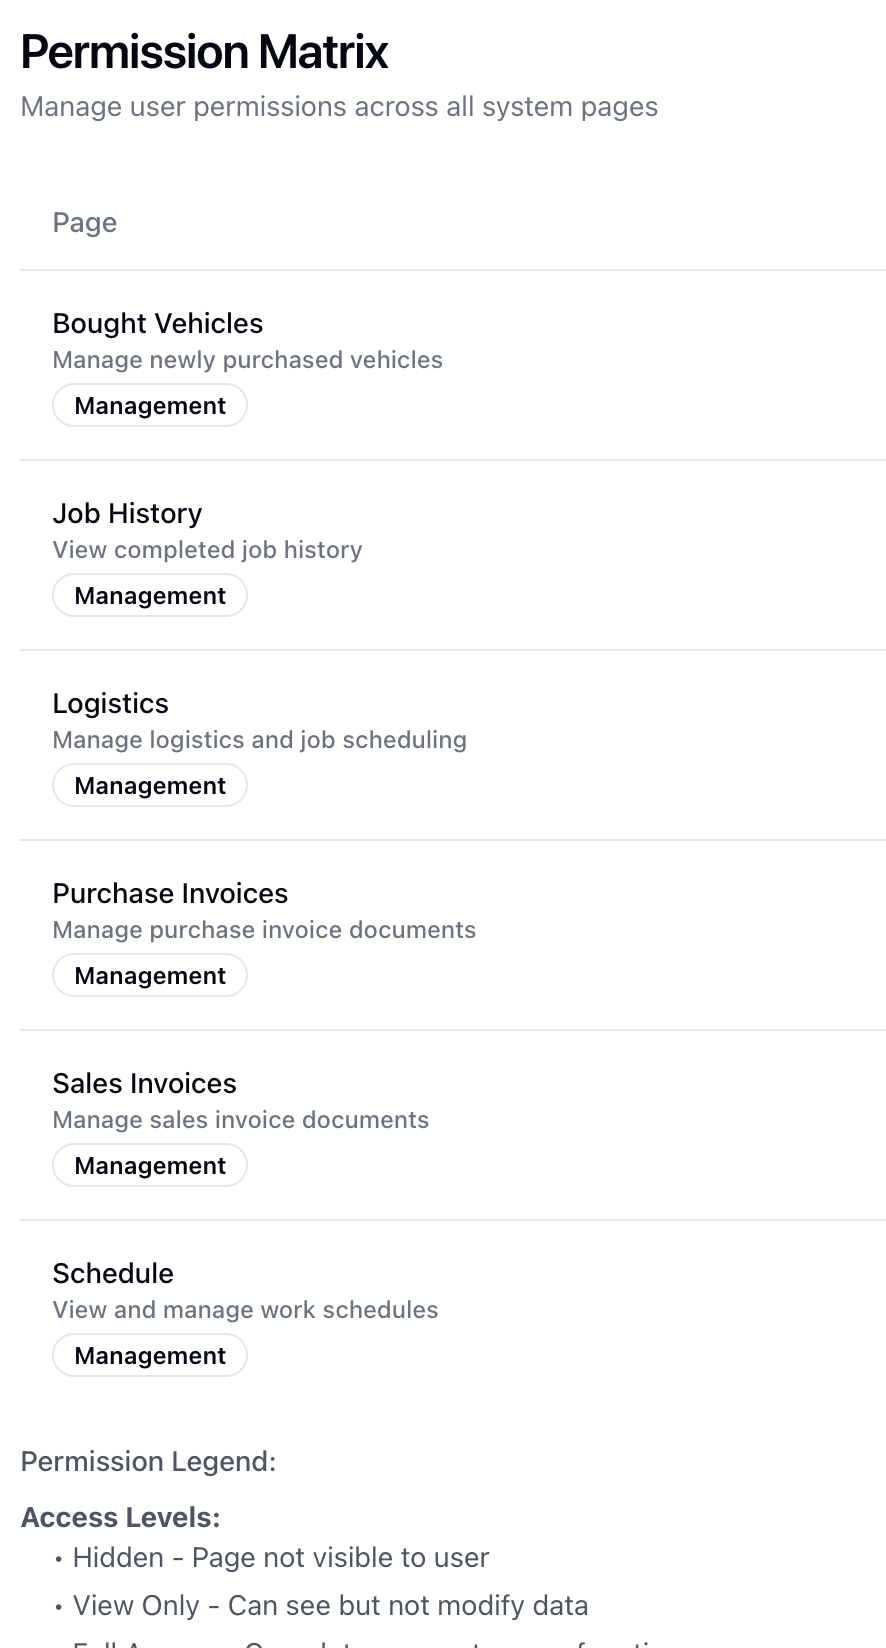 Permission Matrix
Manage user permissions across all system pages
Page
Bought Vehicles
Manage newly purchased vehicles
Management
Job History
View completed job history
Management
Logistics
Manage logistics and job scheduling
Management
Purchase Invoices
Manage purchase invoice documents
Management
Sales Invoices
Manage sales invoice documents
Management
Schedule
View and manage work schedules
Management
Permission Legend:
Access Levels:
• Hidden - Page not visible to user
• View Only - Can see but not modify data